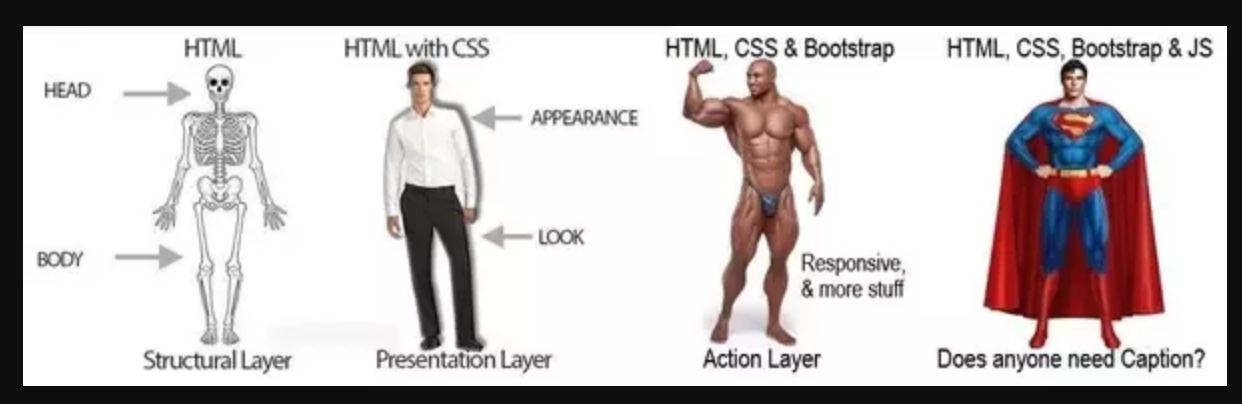 HTML
HEAD
BODY
Structural Layer
HTML with CSS
APPEARANCE
LOOK
Presentation Layer
HTML, CSS & Bootstrap
Responsive,
& more stuff
Action Layer
HTML, CSS, Bootstrap & JS
S
Does anyone need Caption?